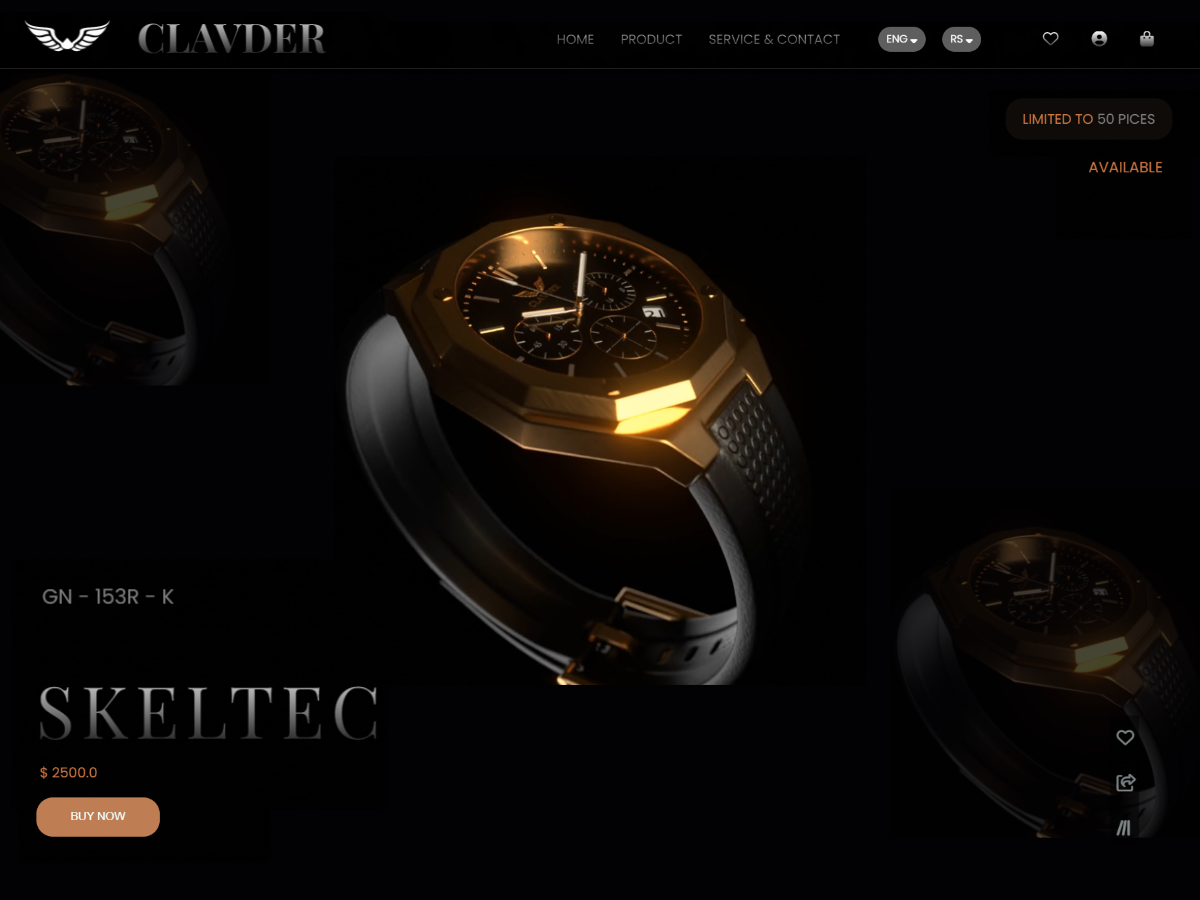 CLAVDER
HOME PRODUCT SERVICE & CONTACT ENG RS
LIMITED TO 50 PICES
AVAILABLE
GN - 153R - K
SKELTEC
$ 2500.0
BUY NOW